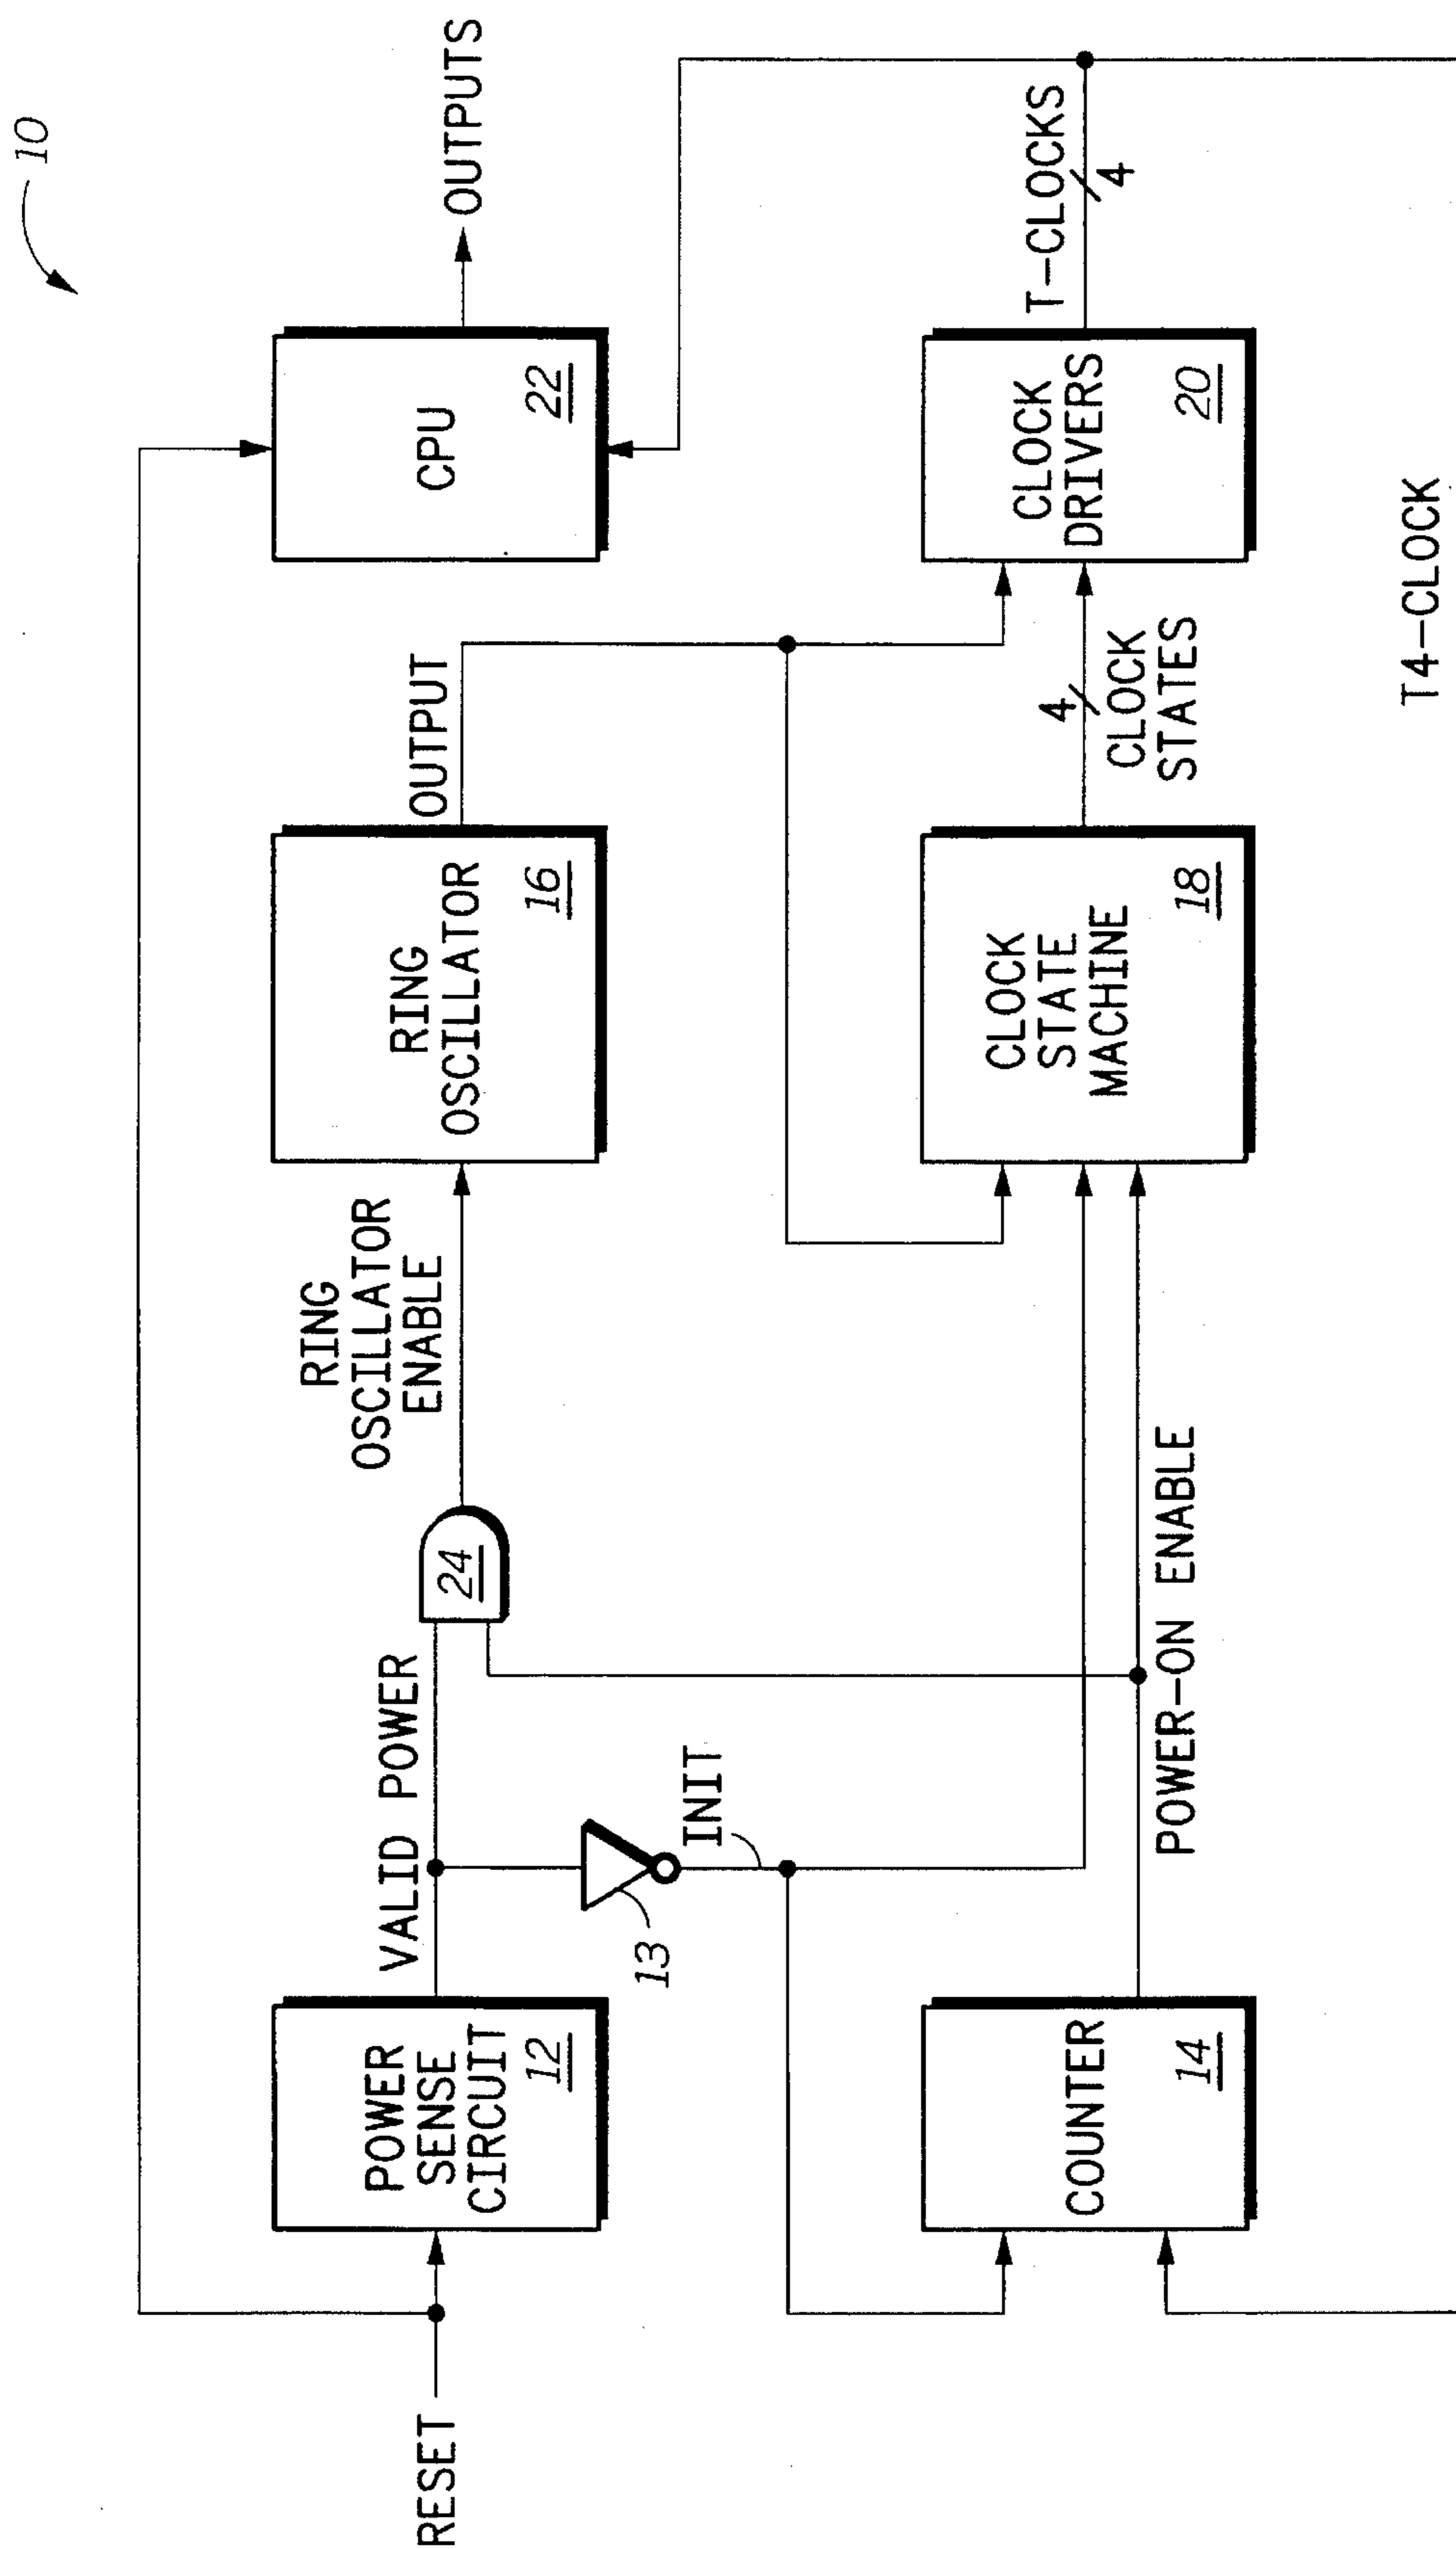 10
RESET
POWER
SENSE
CIRCUIT
12
VALID POWER
24
RING
OSCILLATOR
ENABLE
RING
OSCILLATOR
16
OUTPUT
CPU
22
OUTPUTS
13
INIT
COUNTER
14
POWER-ON ENABLE
CLOCK
STATE
MACHINE
18
4
CLOCK
STATES
CLOCK
DRIVERS
20
T-CLOCKS
4
T4-CLOCK